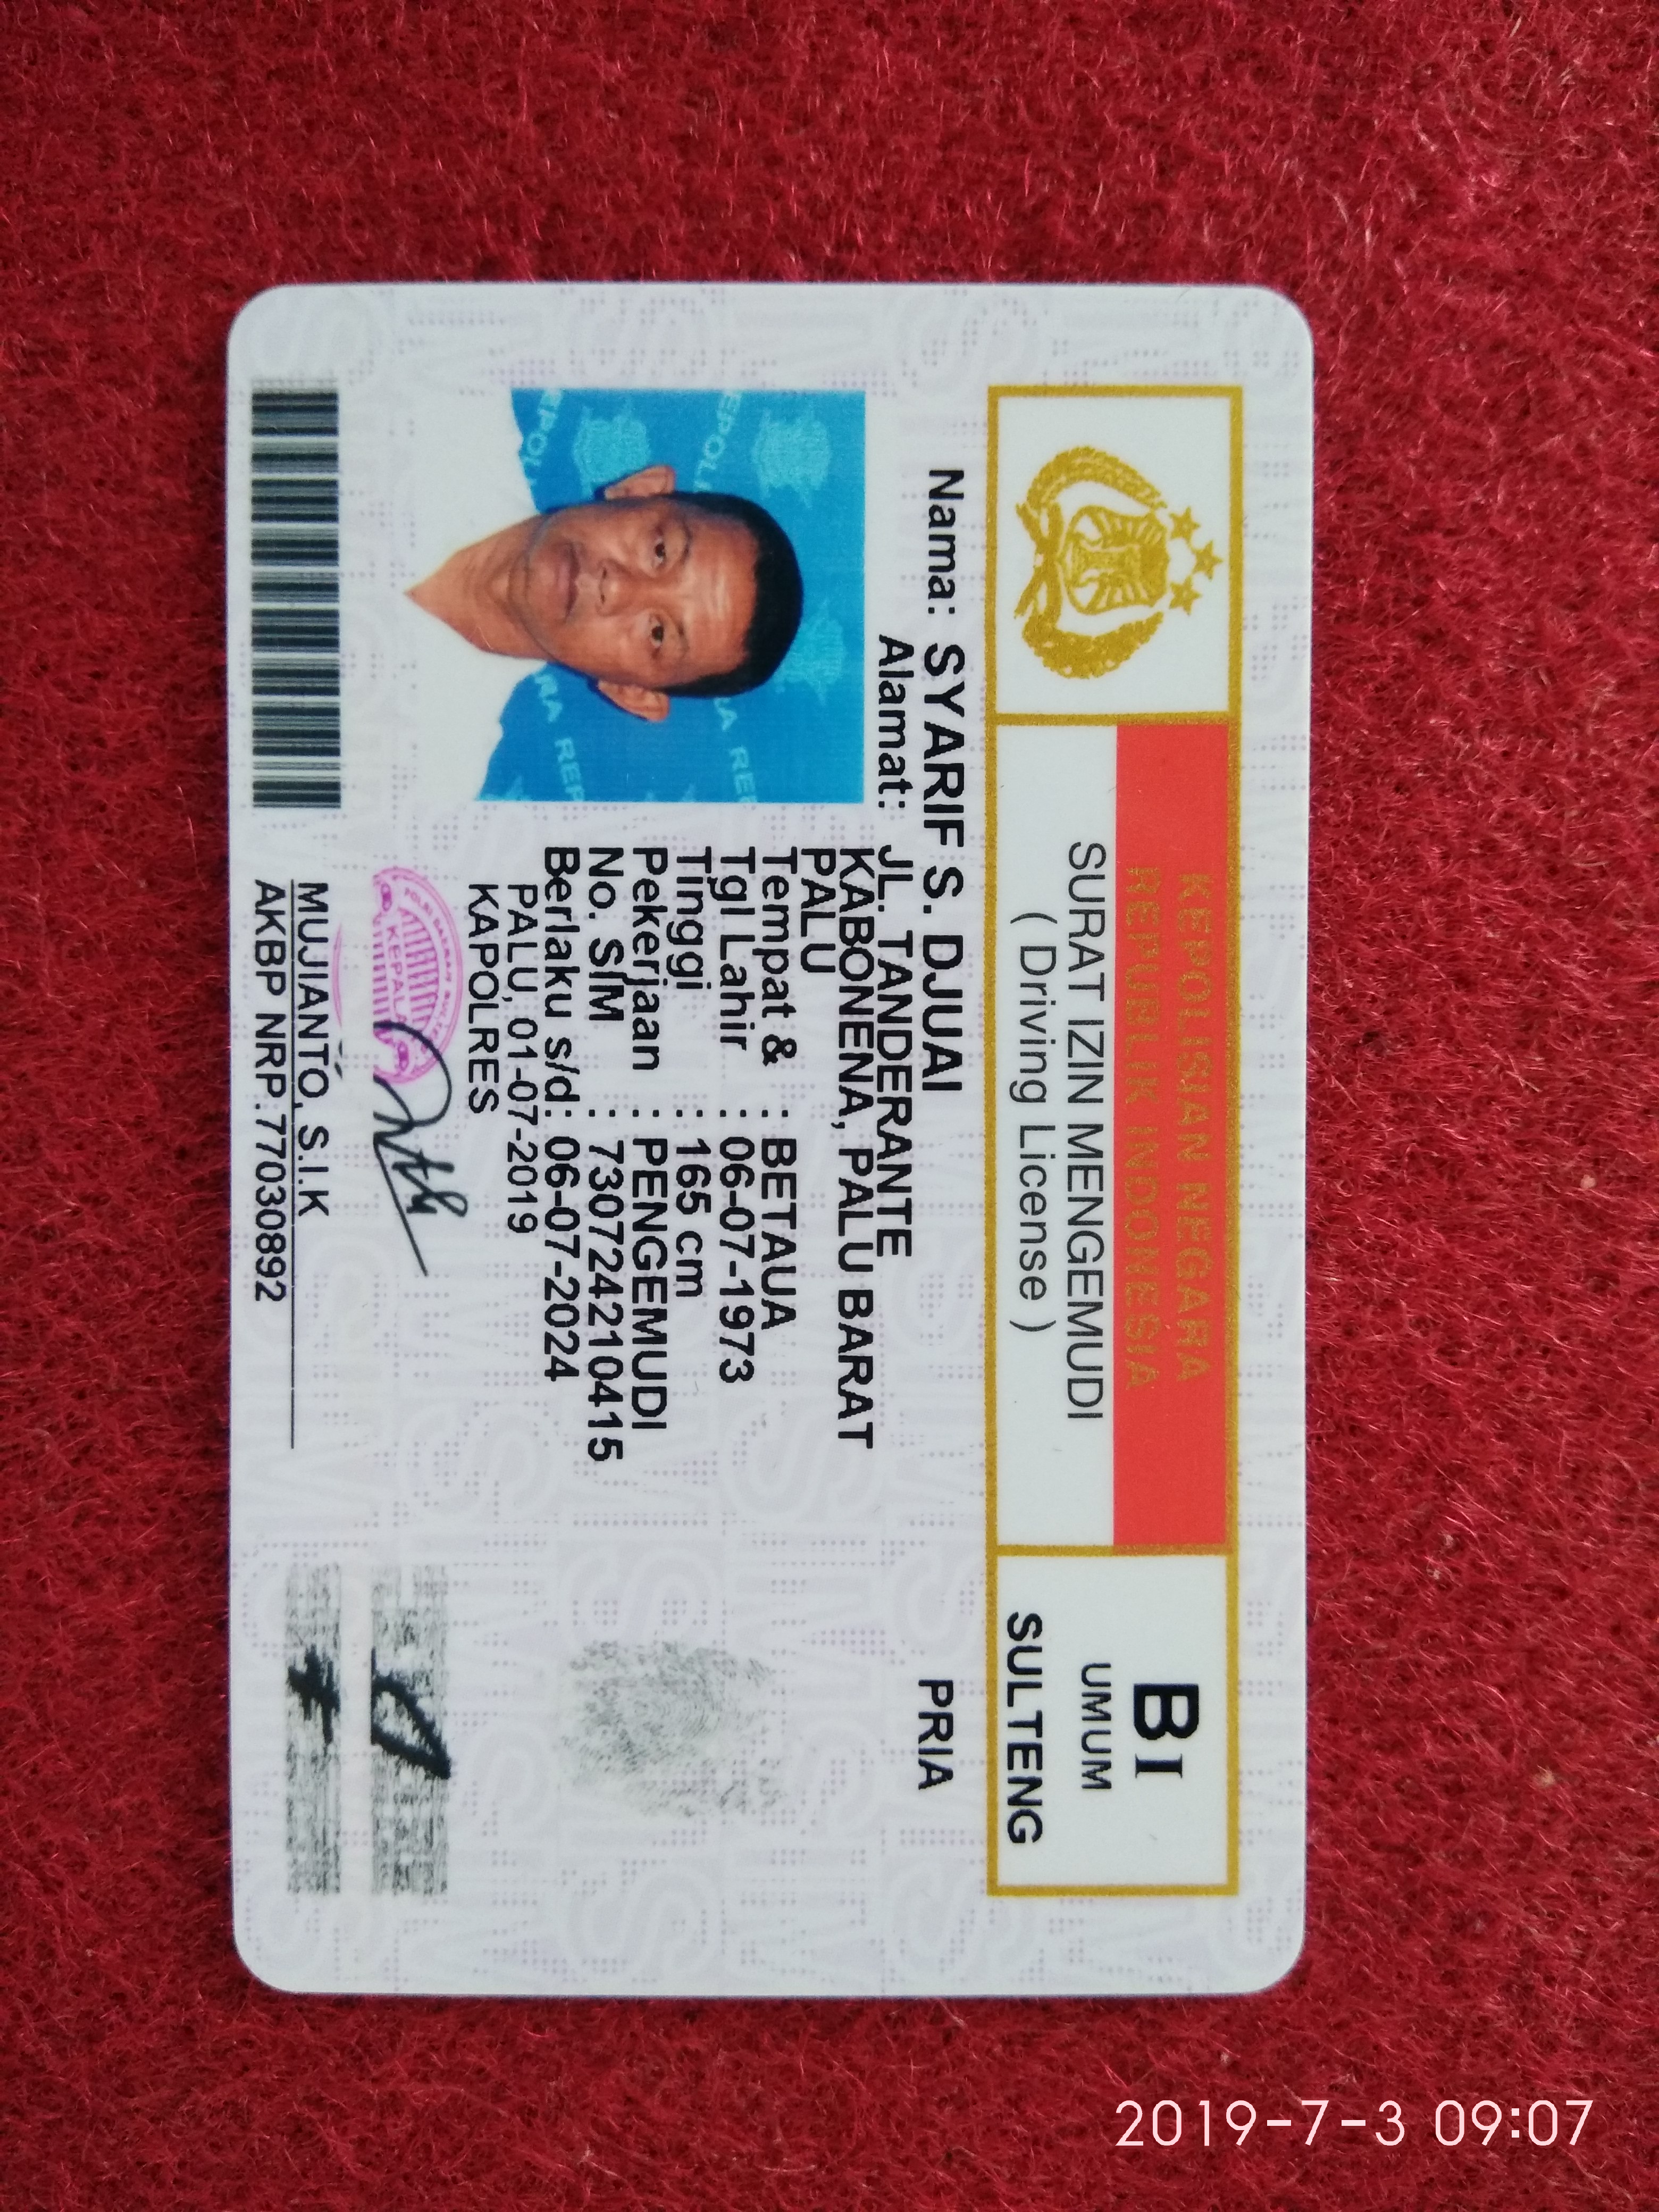 2019-7-3 09:07
KEPOLISIAN NEGARA
REPUBLIK INDONESIA
SURAT IZIN MENGEMUDI
( Driving License )
BI
UMUM
SULTENG
Nama: SYARIF S. DJUAI
PRIA
Alamat: JL. TANDERANTE
KABONENA, PALU BARAT
PALU
Tempat & : BETAUA
Tgl Lahir : 06-07-1973
Tinggi : 165 cm
Pekerjaan : PENGEMUDI
No. SIM : 730724210415
Berlaku s/d: 06-07-2024
PALU, 01-07-2019
KAPOLRES
KEPALA
MUJIANTO, S.I.K
AKBP NRP.77030892